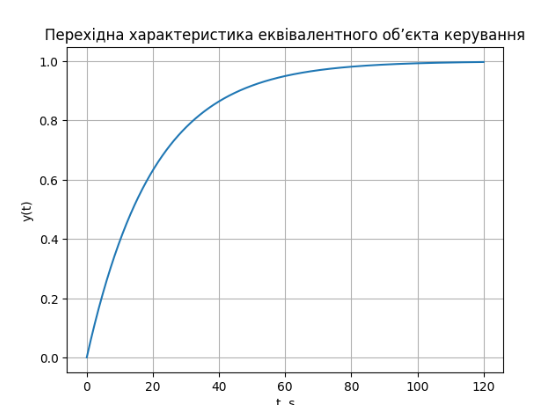 Перехідна характеристика еквівалентного об’єкта керування
1.0
0.8
0.6
0.4
0.2
0.0
y(t)
0 20 40 60 80 100 120
t, s